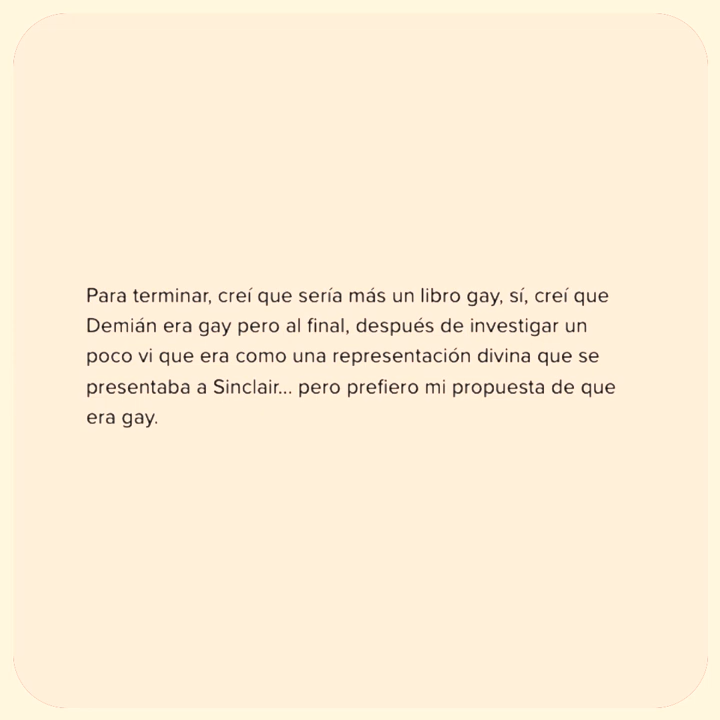 Para terminar, creí que sería más un libro gay, sí, creí que
Demián era gay pero al final, después de investigar un
poco vi que era como una representación divina que se
presentaba a Sinclair... pero prefiero mi propuesta de que
era gay.